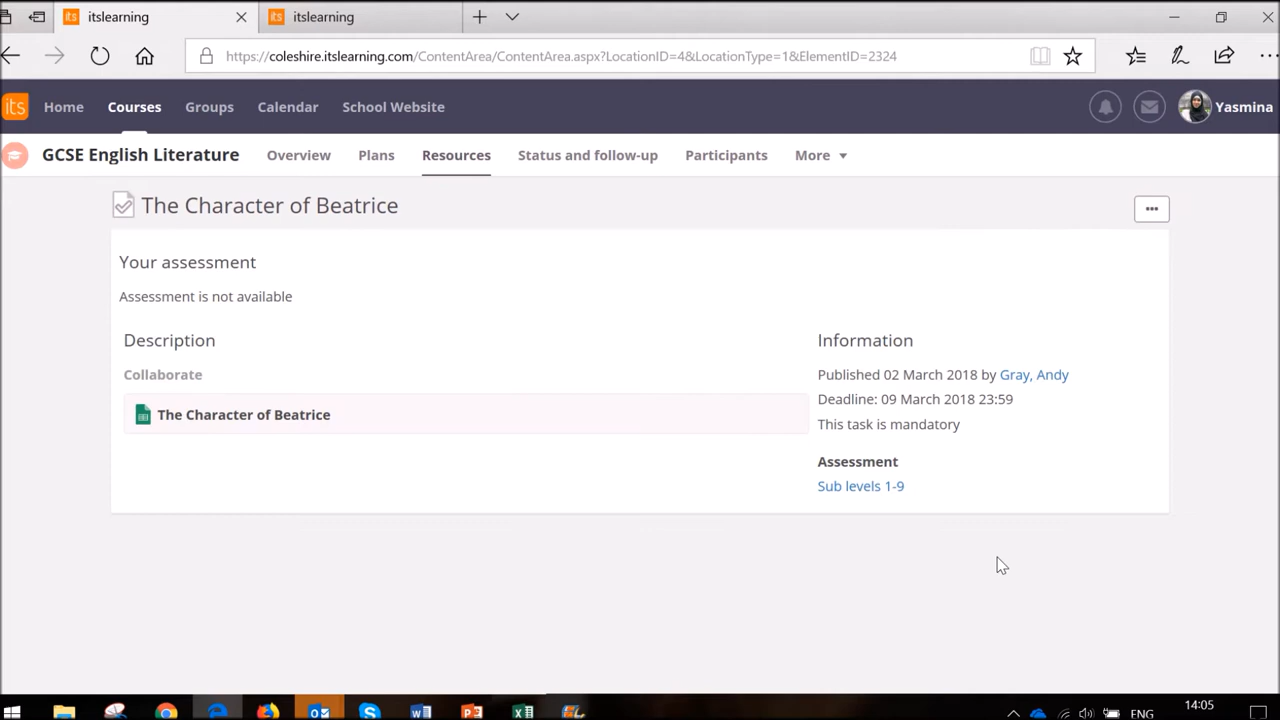 itslearning
itslearning
https://coleshire.itslearning.com/ContentArea/ContentArea.aspx?LocationID=4&LocationType=1&ElementID=2324
its Home Courses Groups Calendar School Website Yasmina
GCSE English Literature Overview Plans Resources Status and follow-up Participants More
The Character of Beatrice
Your assessment
Assessment is not available
Description
Collaborate
The Character of Beatrice
Information
Published 02 March 2018 by Gray, Andy
Deadline: 09 March 2018 23:59
This task is mandatory
Assessment
Sub levels 1-9
ENG
14:05